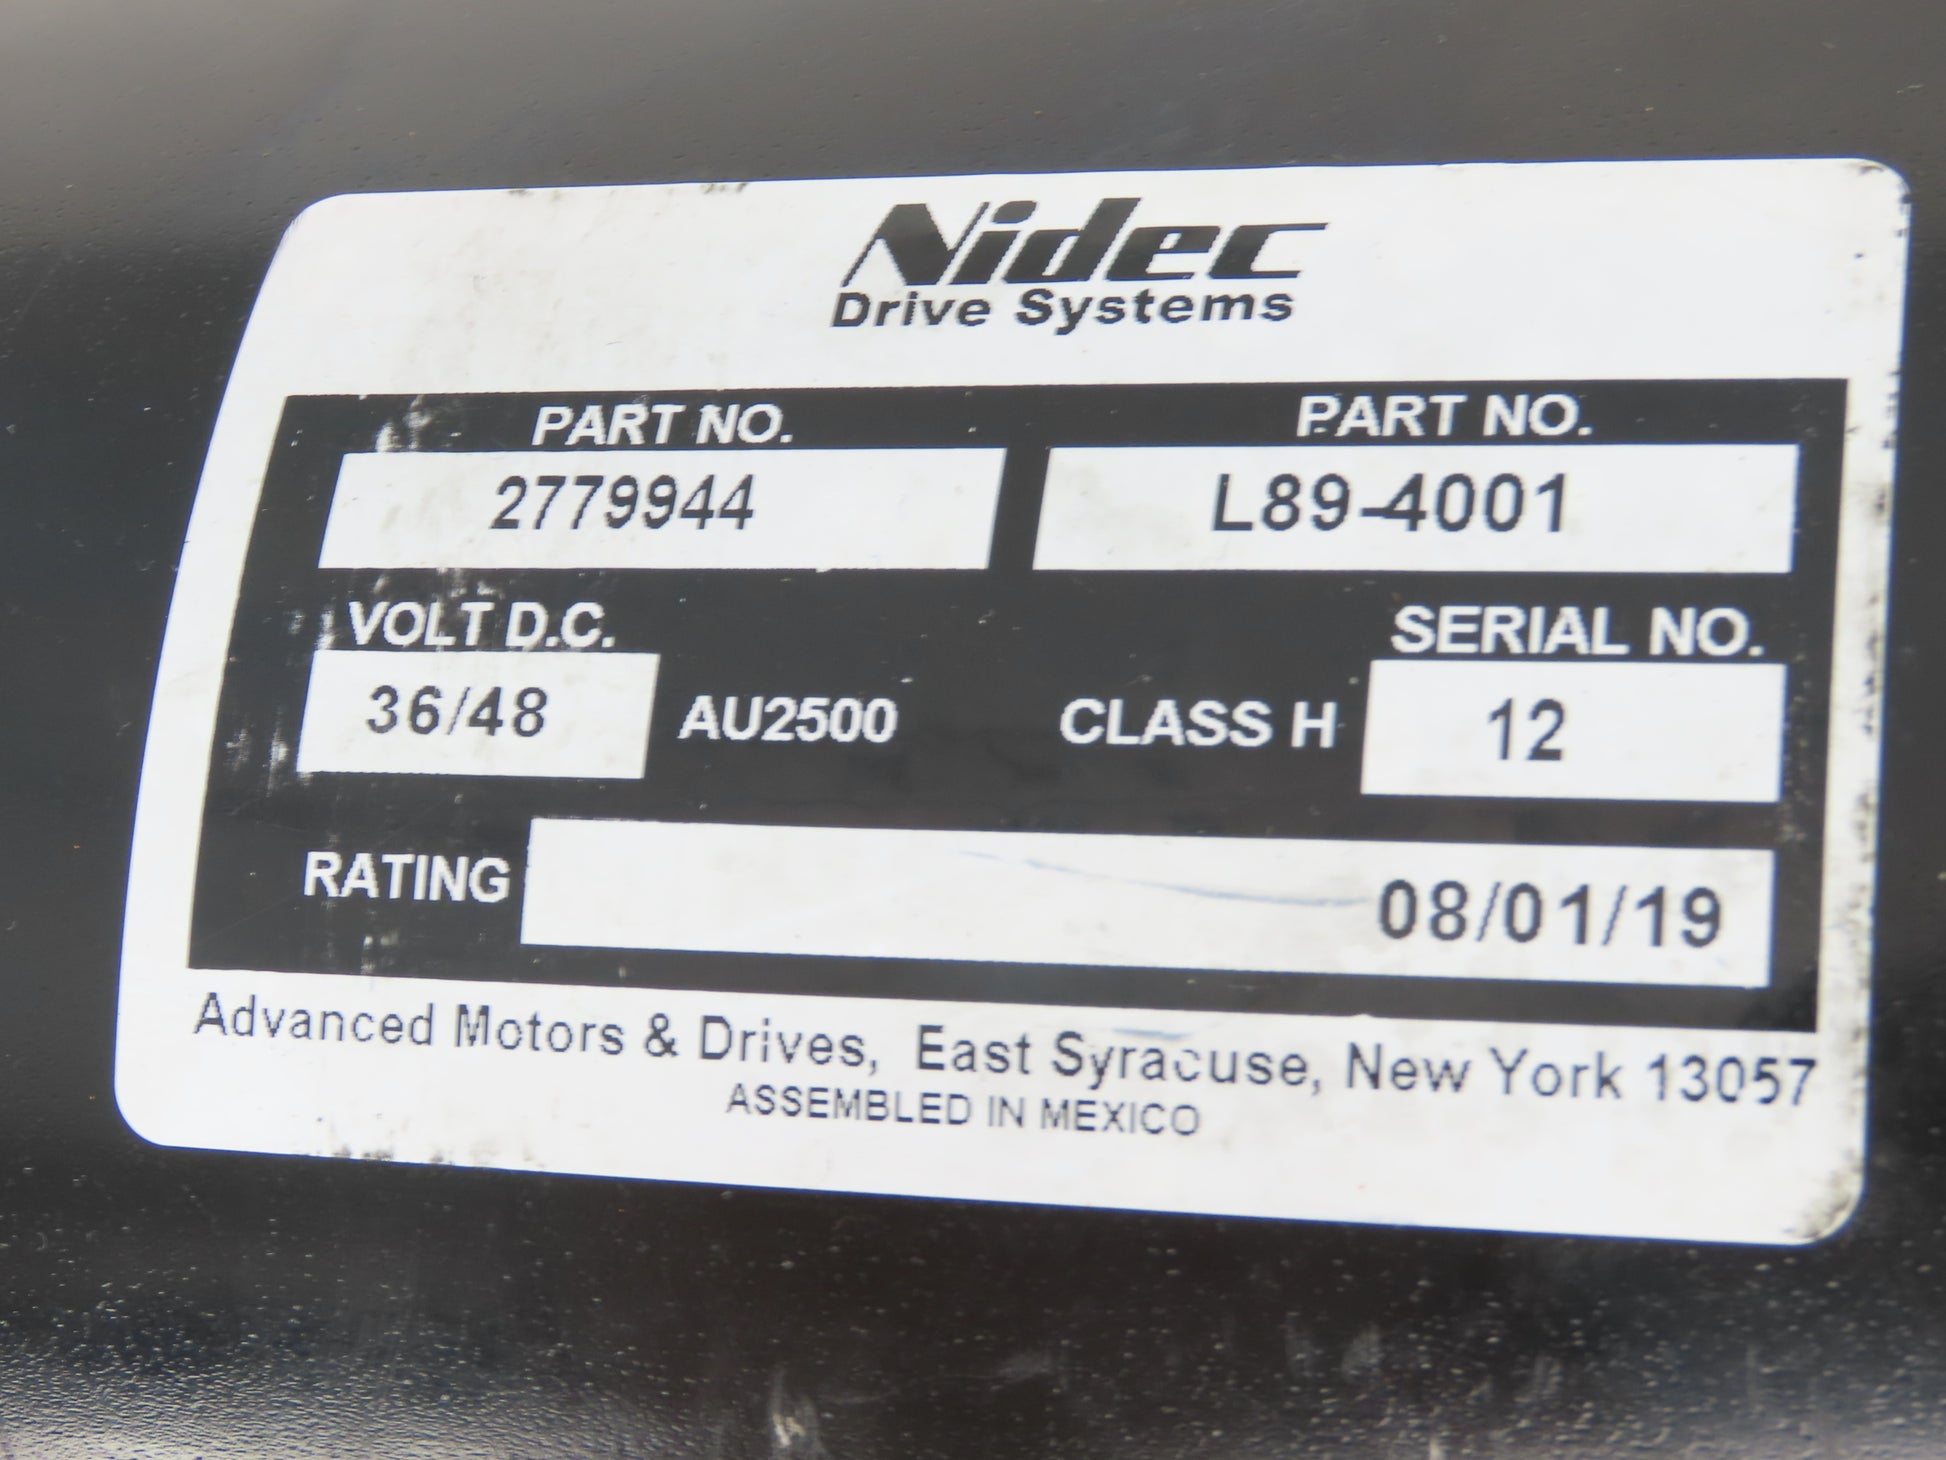 Nidec
Drive Systems
PART NO. PART NO.
2779944 L89-4001
VOLT D.C. SERIAL NO.
36/48 AU2500 CLASS H 12
RATING 08/01/19
Advanced Motors & Drives, East Syracuse, New York 13057
ASSEMBLED IN MEXICO